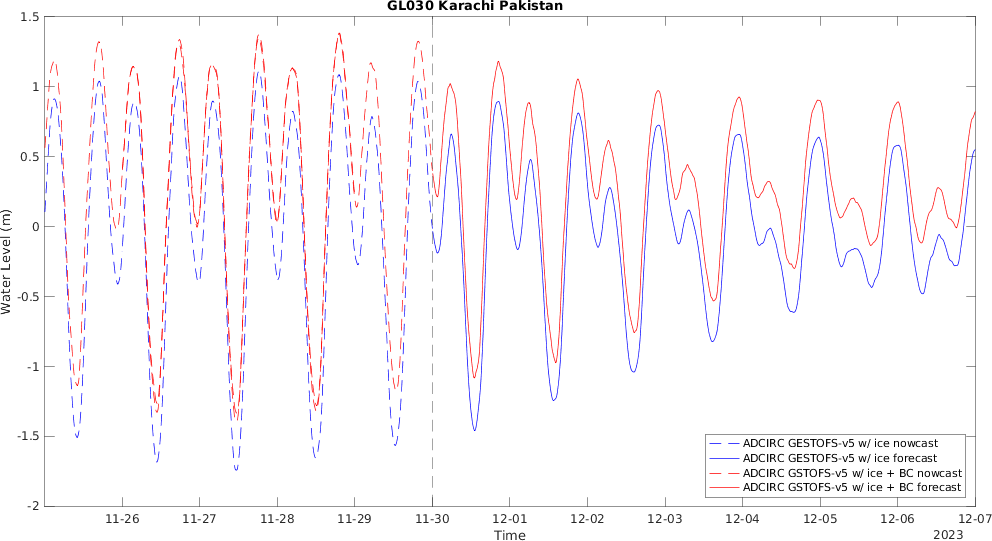 GL030 Karachi Pakistan
1.5
1
0.5
0
-0.5
-1
-1.5
-2
Water Level (m)
ADCIRC GESTOFS-v5 w/ ice nowcast
ADCIRC GESTOFS-v5 w/ ice forecast
ADCIRC GSTOFS-v5 w/ ice + BC nowcast
ADCIRC GSTOFS-v5 w/ ice + BC forecast
11-26 11-27 11-28 11-29 11-30 12-01 12-02 12-03 12-04 12-05 12-06 12-07
Time
2023